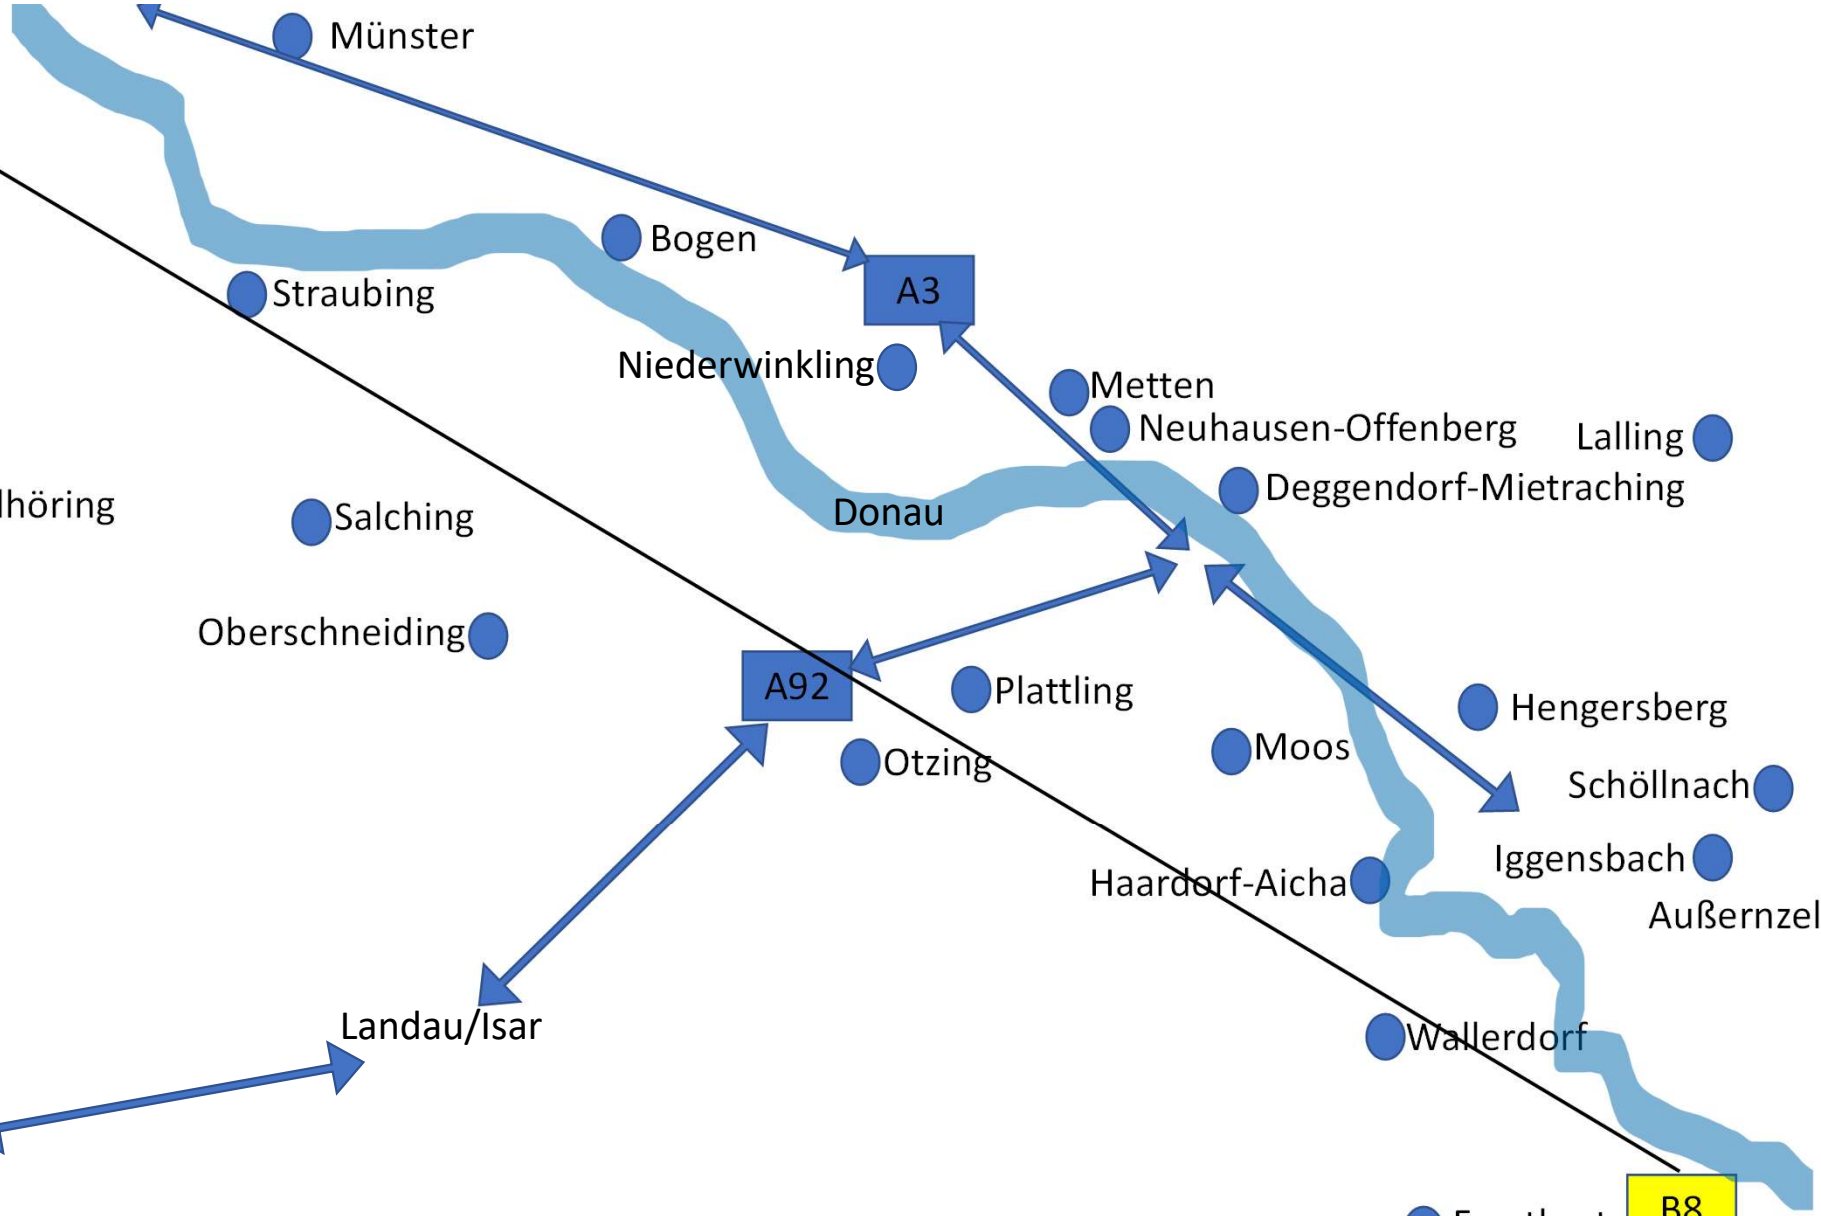 Münster
Bogen
A3
Straubing
Niederwinkling
Metten
Neuhausen-Offenberg
Lalling
Deggendorf-Mietraching
Donau
lhöring
Salching
Oberschneiding
A92
Plattling
Hengersberg
Moos
Otzing
Schöllnach
Iggensbach
Haardorf-Aicha
Außernzel
Landau/Isar
Wallerdorf
B8